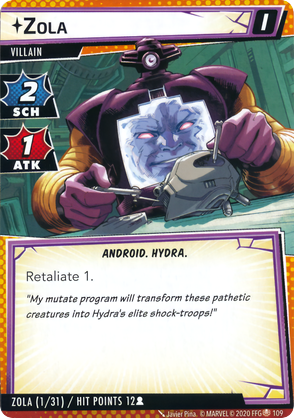 Zola
I
VILLAIN
2
SCH
1
ATK
ANDROID. HYDRA.
Retaliate 1.
"My mutate program will transform these pathetic
creatures into Hydra's elite shock-troops!"
ZOLA (1/31) / HIT POINTS 12
Javier Piña. © MARVEL © 2020 FFG 109